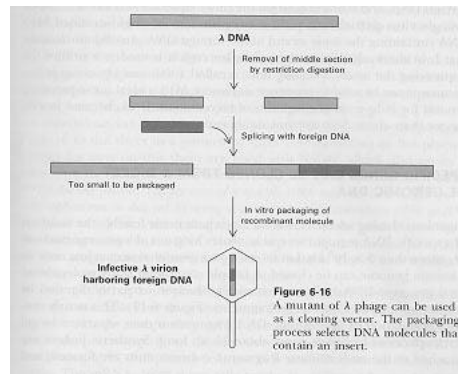 λ DNA
Removal of middle section
by restriction digestion
Splicing with foreign DNA
Too small to be packaged
In vitro packaging of
recombinant molecule
Infective λ virion
harboring foreign DNA
Figure 6-16
A mutant of λ phage can be used
as a cloning vector. The packaging
process selects DNA molecules tha
contain an insert.